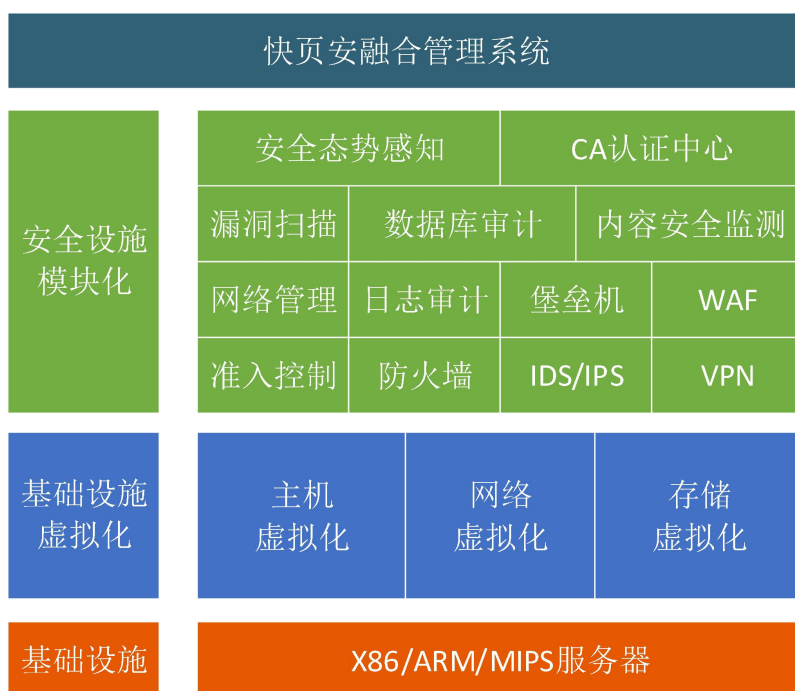 快页安融合管理系统
安全设施
模块化
安全态势感知
CA认证中心
漏洞扫描
数据库审计
内容安全监测
网络管理
日志审计
堡垒机
WAF
准入控制
防火墙
IDS/IPS
VPN
基础设施
虚拟化
主机
虚拟化
网络
虚拟化
存储
虚拟化
基础设施
X86/ARM/MIPS服务器